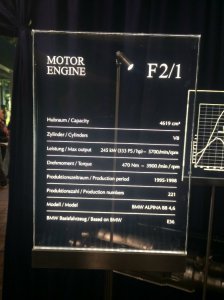 MOTOR
ENGINE
F2/1
Hubraum / Capacity 4619 cm³
Zylinder / Cylinders V8
Leistung / Max output 245 kW (333 PS/hp) – 3700/min/rpm
Drehmoment / Torque 470 Nm – 3900 /min /rpm
Produktionszeitraum / Production period 1995-1998
Produktionszahl / Production numbers 221
Modell / Model BMW ALPINA B8 4,6
BMW Basisfahrzeug / Based on BMW E36